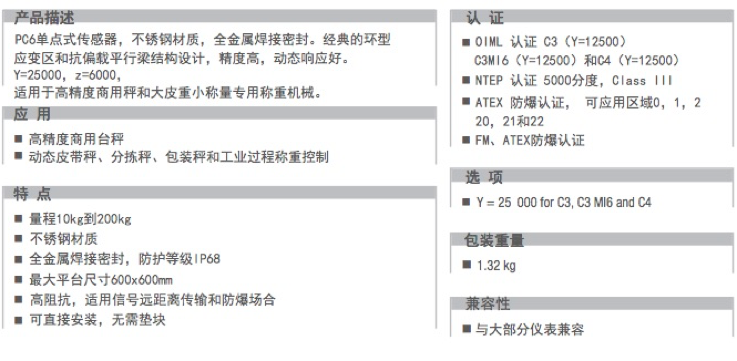 产品描述
PC6单点式传感器，不锈钢材质，全金属焊接密封。经典的环型
应变区和抗偏载平行梁结构设计，精度高，动态响应好。
Y=25000，z=6000，
适用于高精度商用秤和大皮重小称量专用称重机械。
应 用
■ 高精度商用台秤
■ 动态皮带秤、分拣秤、包装秤和工业过程称重控制
特 点
■ 量程10kg到200kg
■ 不锈钢材质
■ 全金属焊接密封，防护等级IP68
■ 最大平台尺寸600x600mm
■ 高阻抗，适用信号远距离传输和防爆场合
■ 可直接安装，无需垫块
认 证
■ OIML 认证 C3（Y=12500）
C3MI6（Y=12500）和C4（Y=12500）
■ NTEP 认证 5000分度，Class III
■ ATEX 防爆认证， 可应用区域0，1，2
20，21和22
■ FM、ATEX防爆认证
选 项
■ Y = 25 000 for C3, C3 MI6 and C4
包装重量
■ 1.32 kg
兼容性
■ 与大部分仪表兼容